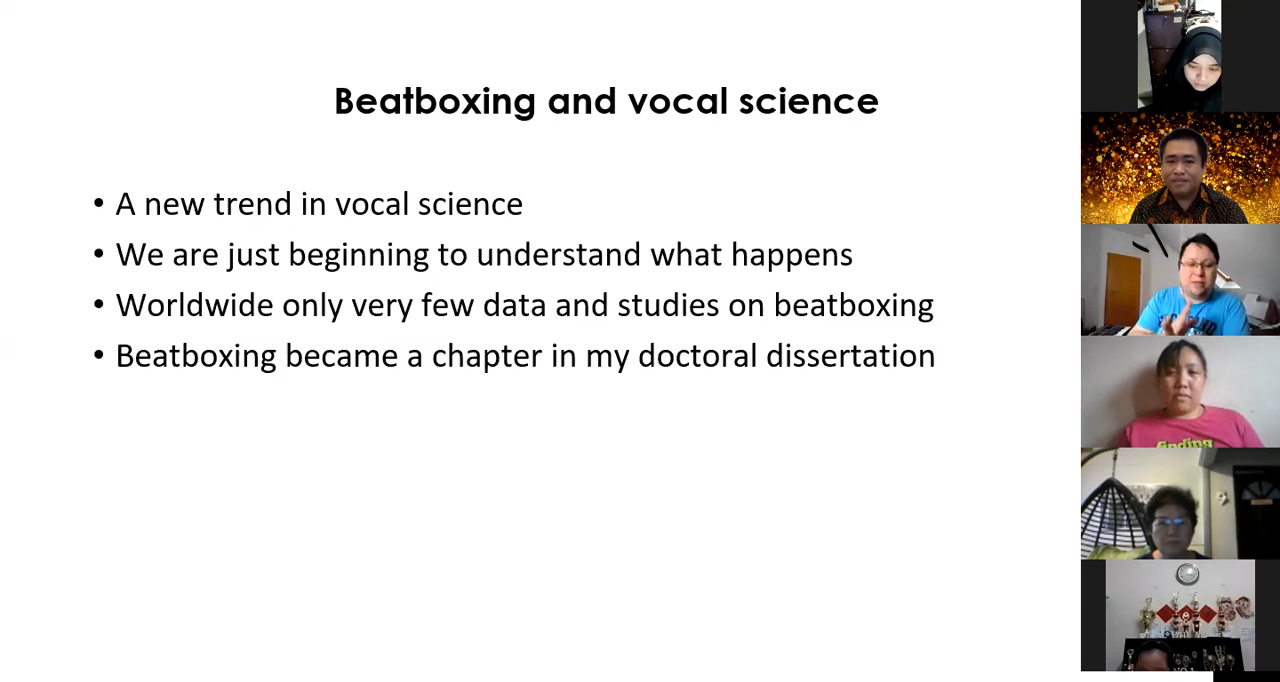 Beatboxing and vocal science
• A new trend in vocal science
• We are just beginning to understand what happens
• Worldwide only very few data and studies on beatboxing
• Beatboxing became a chapter in my doctoral dissertation
finding